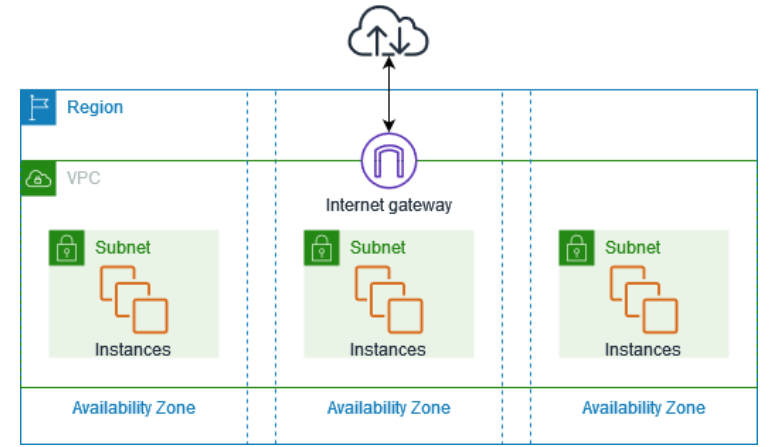 Region
VPC
Internet gateway
Subnet
Subnet
Subnet
Instances
Instances
Instances
Availability Zone
Availability Zone
Availability Zone